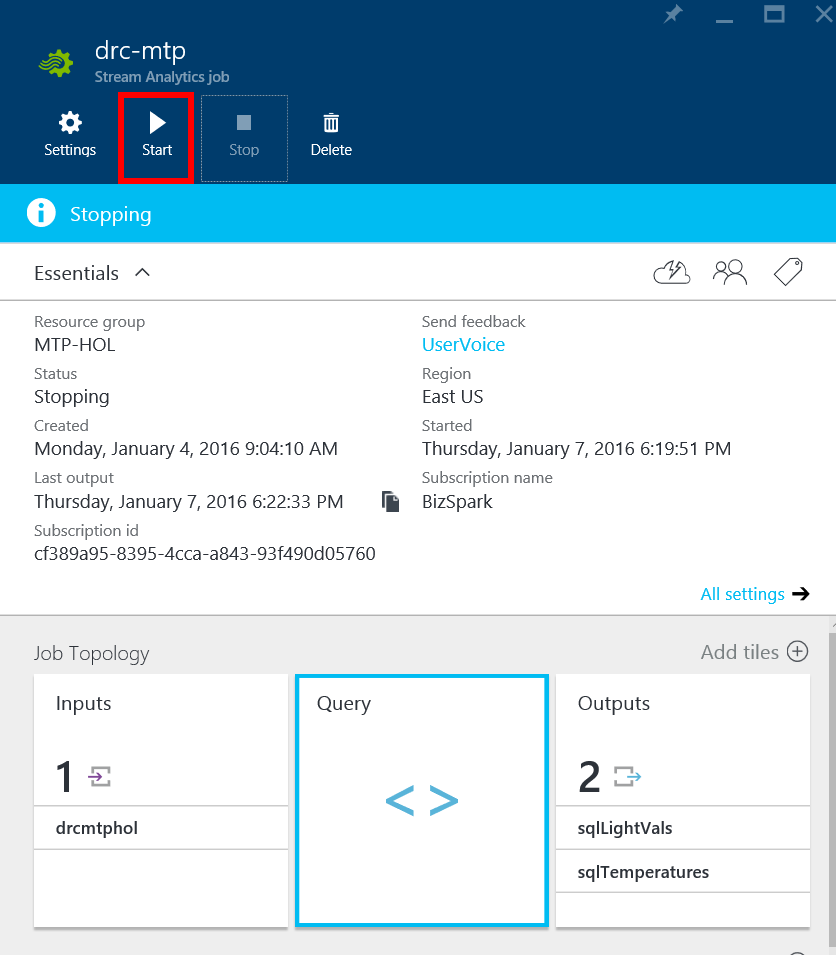 drc-mtp
Stream Analytics job
Settings
Start
Stop
Delete
Stopping
Essentials
Resource group
MTP-HOL
Send feedback
UserVoice
Status
Stopping
Region
East US
Created
Monday, January 4, 2016 9:04:10 AM
Started
Thursday, January 7, 2016 6:19:51 PM
Last output
Thursday, January 7, 2016 6:22:33 PM
Subscription name
BizSpark
Subscription id
cf389a95-8395-4cca-a843-93f490d05760
All settings
Job Topology
Add tiles
Inputs
1
drcmtphol
Query
< >
Outputs
2
sqlLightVals
sqlTemperatures